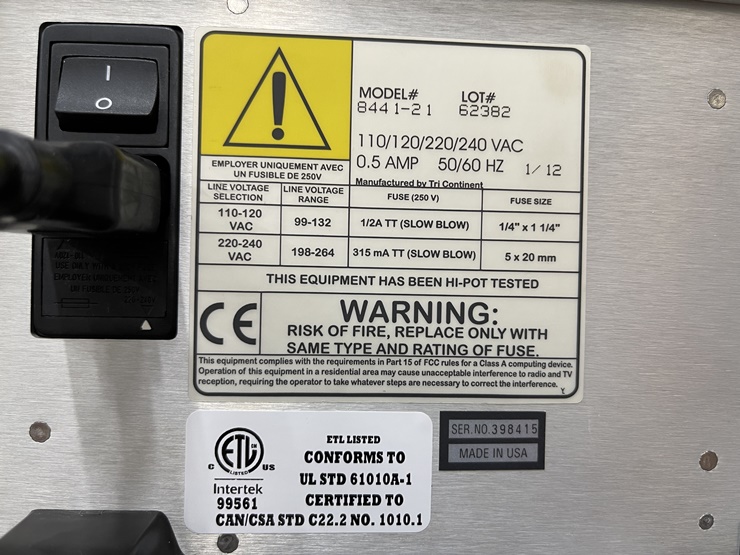 I
O
USE ONLY WITH
EMPLOYER UNIQUEMENT AVEC
UN FUSIBLE DE 250V
MODEL# LOT#
8441-21 62382
110/120/220/240 VAC
0.5 AMP 50/60 HZ 1/12
Manufactured by Tri Continent
LINE VOLTAGE SELECTION LINE VOLTAGE RANGE FUSE (250 V) FUSE SIZE
110-120 VAC 99-132 1/2A TT (SLOW BLOW) 1/4" x 1 1/4"
220-240 VAC 198-264 315 mA TT (SLOW BLOW) 5 x 20 mm
THIS EQUIPMENT HAS BEEN HI-POT TESTED
CE
WARNING:
RISK OF FIRE, REPLACE ONLY WITH
SAME TYPE AND RATING OF FUSE.
This equipment complies with the requirements in Part 15 of FCC rules for a Class A computing device.
Operation of this equipment in a residential area may cause unacceptable interference to radio and TV
reception, requiring the operator to take whatever steps are necessary to correct the interference. Y
C ETL CM LISTED US
Intertek
99561
ETL LISTED
CONFORMS TO
UL STD 61010A-1
CERTIFIED TO
CAN/CSA STD C22.2 NO. 1010.1
SER.NO.398415
MADE IN USA